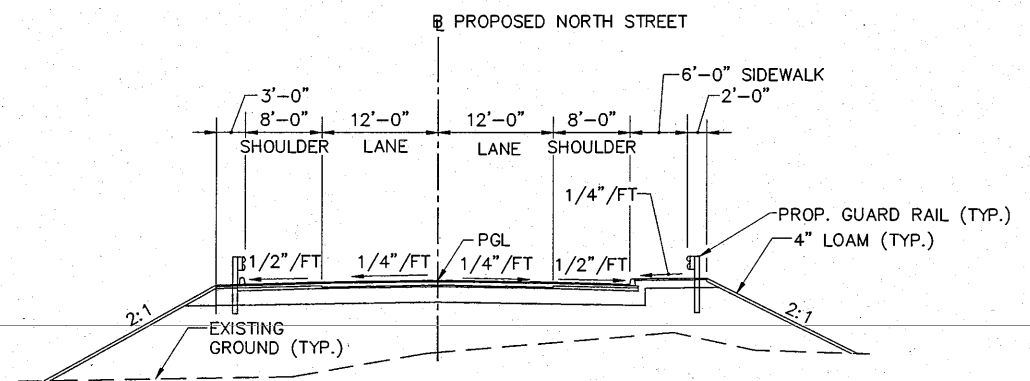 ℄ PROPOSED NORTH STREET
6'-0" SIDEWALK
3'-0"
2'-0"
8'-0"
12'-0"
12'-0"
8'-0"
SHOULDER
LANE
LANE
SHOULDER
1/4"/FT
PROP. GUARD RAIL (TYP.)
PGL
4" LOAM (TYP.)
1/2"/FT
1/4"/FT
1/4"/FT
1/2"/FT
2:1
2:1
EXISTING
GROUND (TYP.)